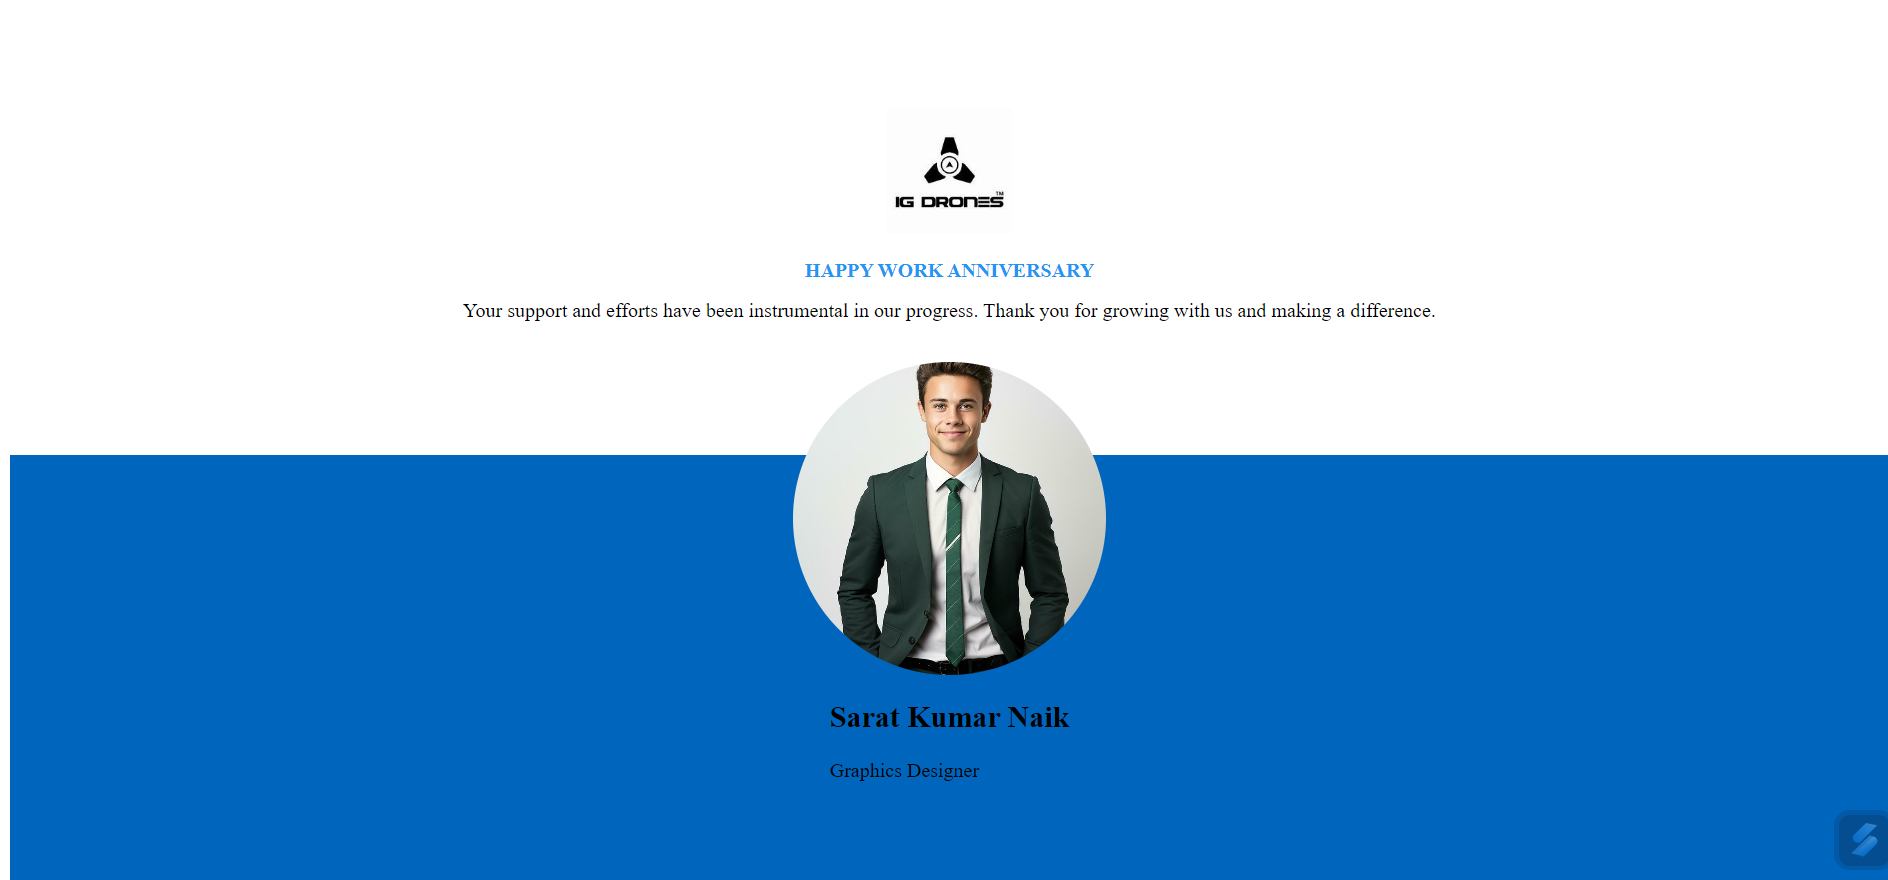 IG DRONES™
HAPPY WORK ANNIVERSARY
Your support and efforts have been instrumental in our progress. Thank you for growing with us and making a difference.
Sarat Kumar Naik
Graphics Designer